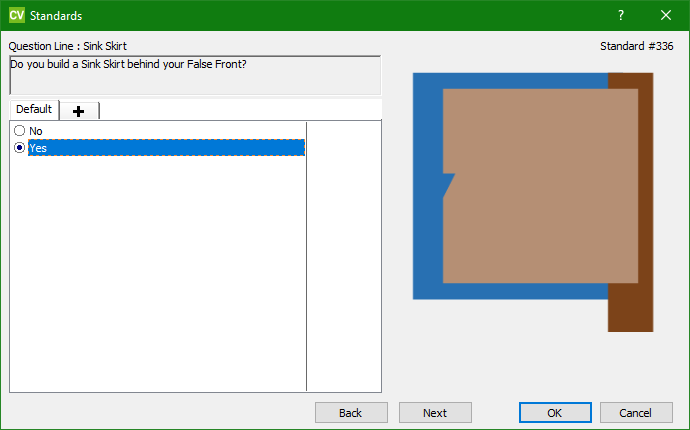 CV Standards
Question Line : Sink Skirt
Standard #336
Do you build a Sink Skirt behind your False Front?
Default
No
Yes
Back
Next
OK
Cancel